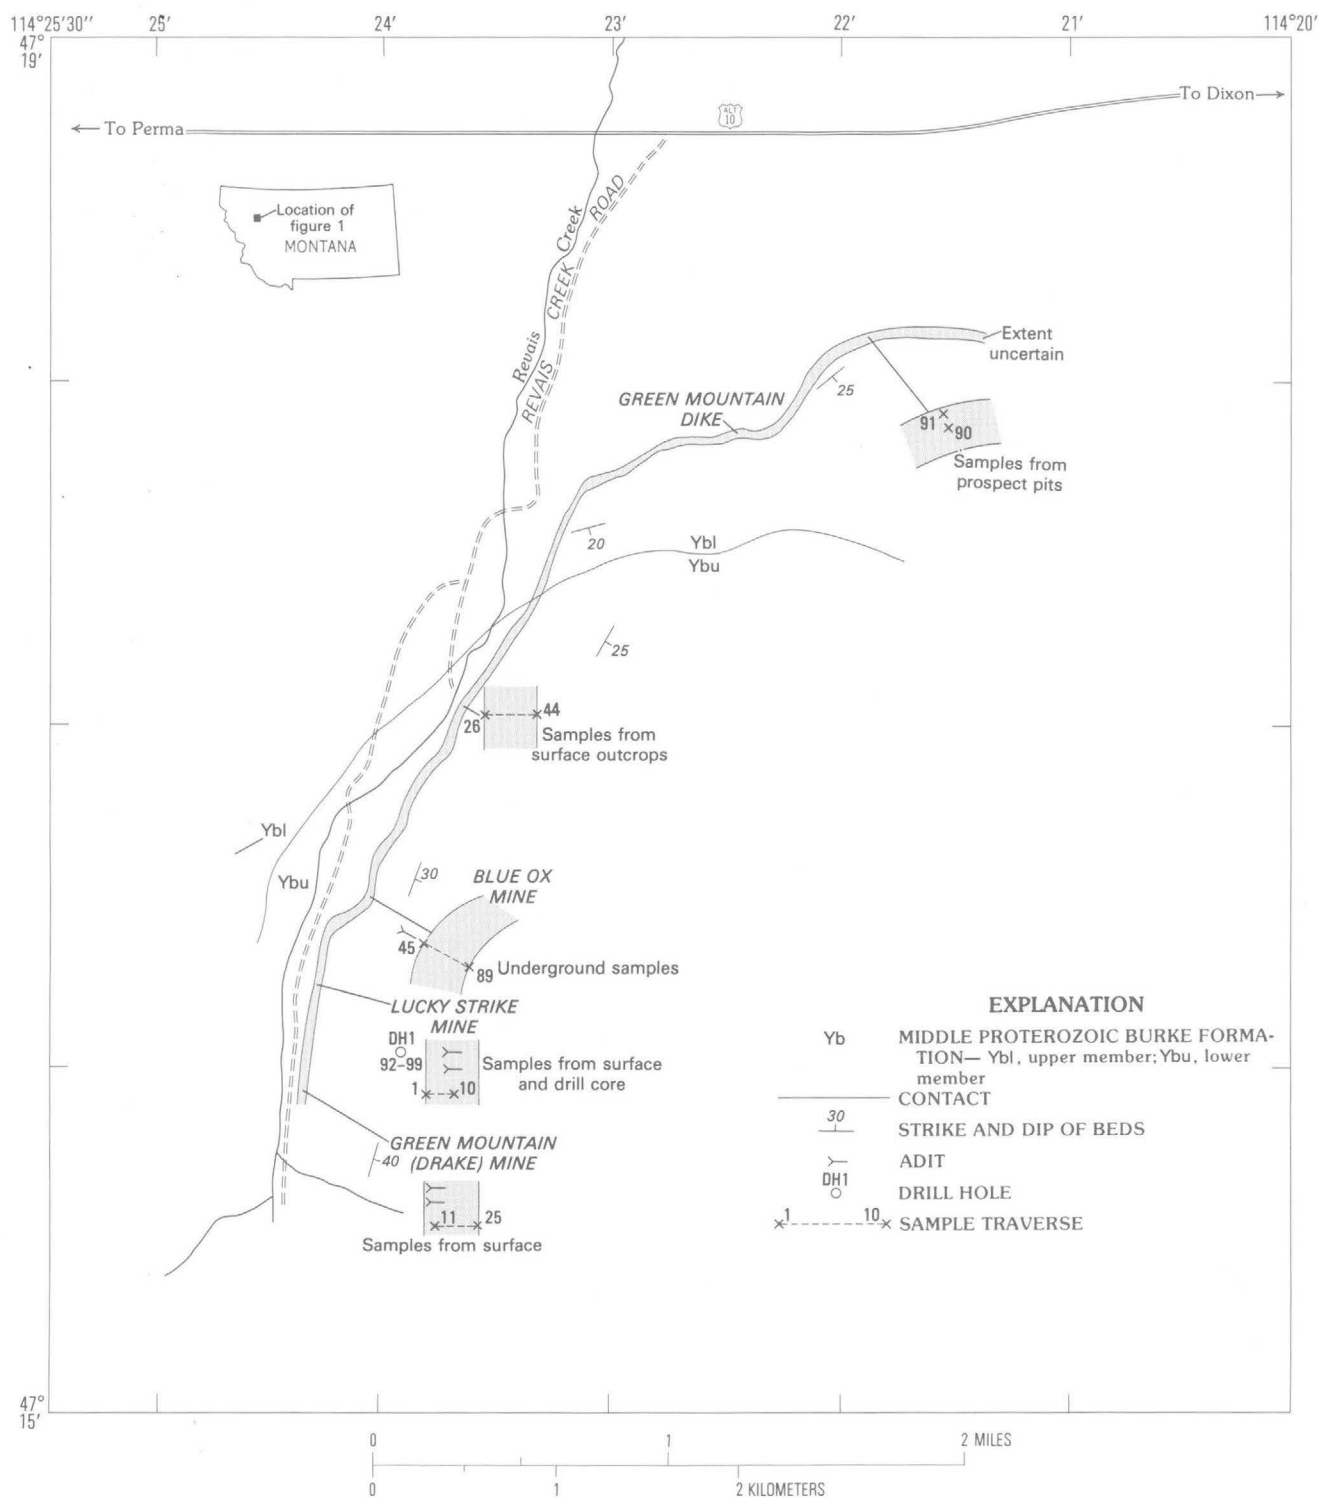 114°25'30" 25' 24' 23' 22' 21' 114°20'
47°
19'
To Dixon
ALT
10
To Perma
Location of
figure 1
MONTANA
Revais Creek
REVAIS CREEK ROAD
Extent
uncertain
25
GREEN MOUNTAIN
DIKE
91
90
Samples from
prospect pits
20
Ybl
Ybu
25
26
44
Samples from
surface outcrops
Ybl
Ybu
30
BLUE OX
MINE
45
89
Underground samples
LUCKY STRIKE
MINE
DH1
92–99
1 10
Samples from surface
and drill core
GREEN MOUNTAIN
(DRAKE) MINE
40
11 25
Samples from surface
EXPLANATION
Yb MIDDLE PROTEROZOIC BURKE FORMA-
TION— Ybl, upper member; Ybu, lower
member
CONTACT
30 STRIKE AND DIP OF BEDS
ADIT
DH1 DRILL HOLE
1 10 SAMPLE TRAVERSE
47°
15'
0 1 2 MILES
0 1 2 KILOMETERS